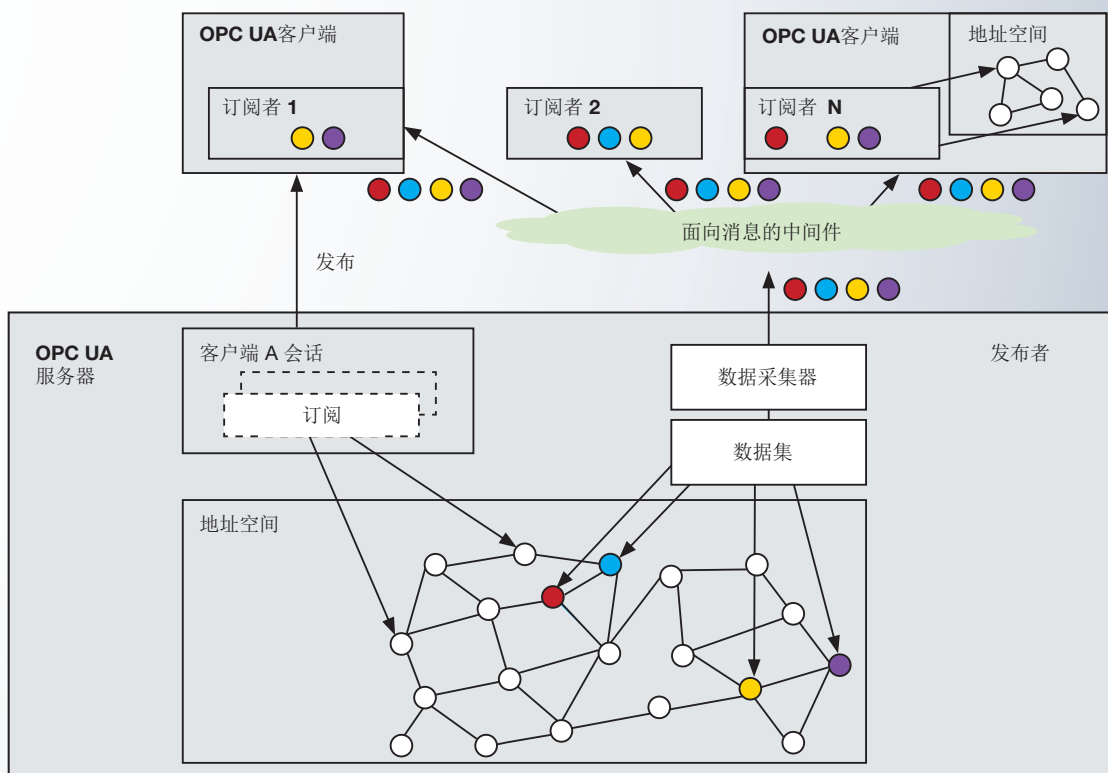 OPC UA客户端
订阅者 1
订阅者 2
OPC UA客户端
订阅者 N
地址空间
面向消息的中间件
发布
OPC UA
服务器
客户端 A 会话
订阅
发布者
数据采集器
数据集
地址空间